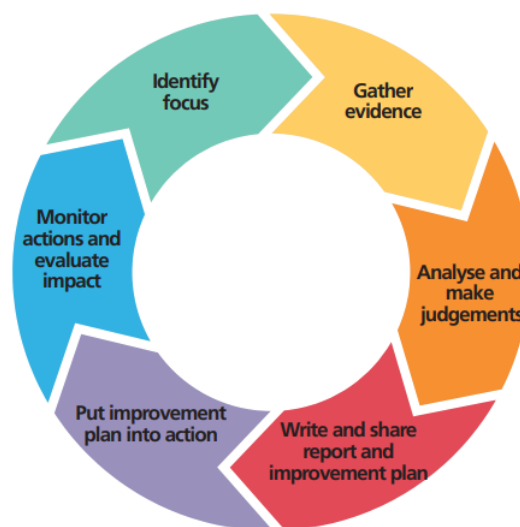 Identify
focus
Gather
evidence
Analyse and
make
judgements
Write and share
report and
improvement plan
Put improvement
plan into action
Monitor
actions and
evaluate
impact